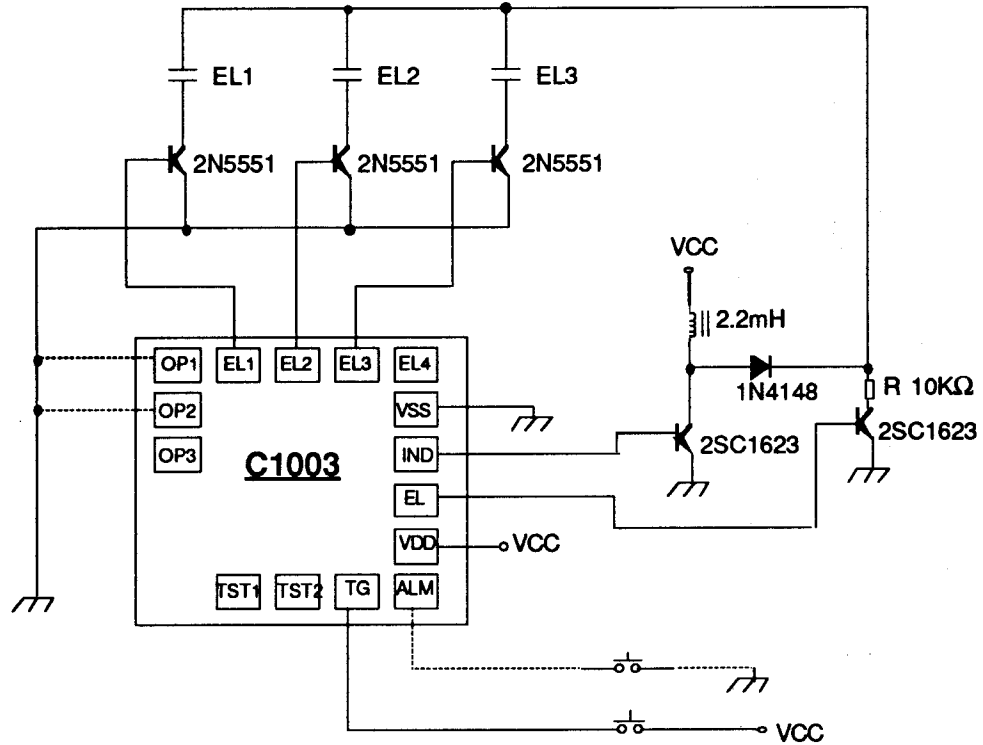 EL1
EL2
EL3
2N5551
2N5551
2N5551
VCC
2.2mH
1N4148
R 10KΩ
2SC1623
2SC1623
OP1
EL1
EL2
EL3
EL4
OP2
VSS
OP3
C1003
IND
EL
VDD
VCC
TST1
TST2
TG
ALM
VCC